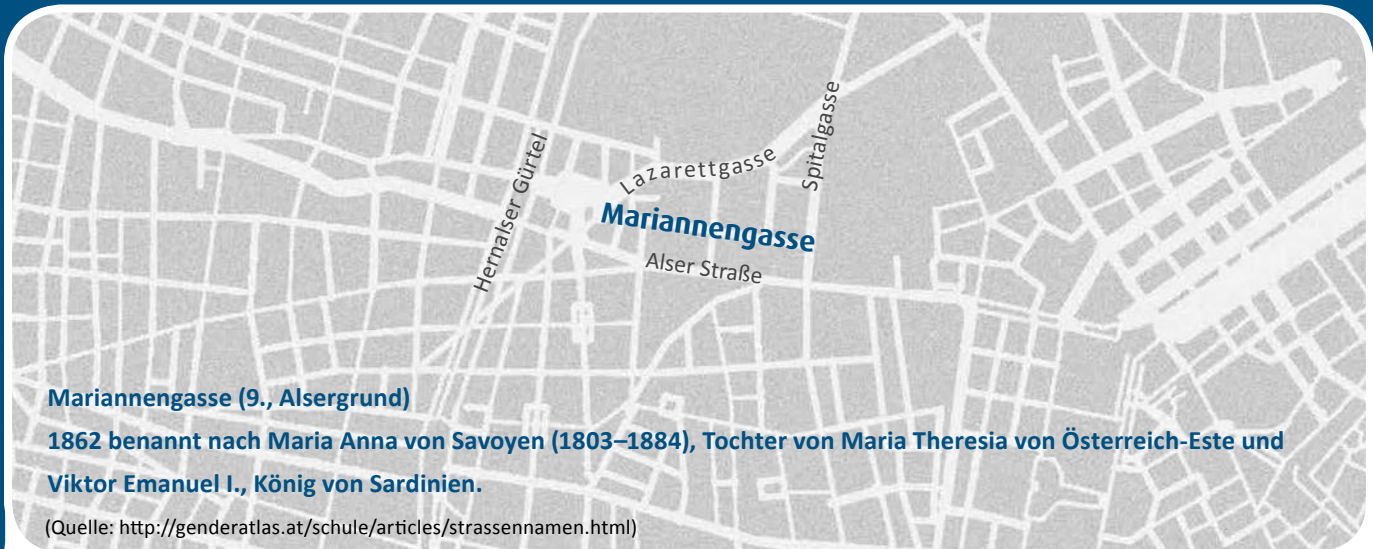 Hernalser Gürtel
Lazarettgasse
Spitalgasse
Mariannengasse
Alser Straße
Mariannengasse (9., Alsergrund)
1862 benannt nach Maria Anna von Savoyen (1803–1884), Tochter von Maria Theresia von Österreich-Este und
Viktor Emanuel I., König von Sardinien.
(Quelle: http://genderatlas.at/schule/articles/strassennamen.html)